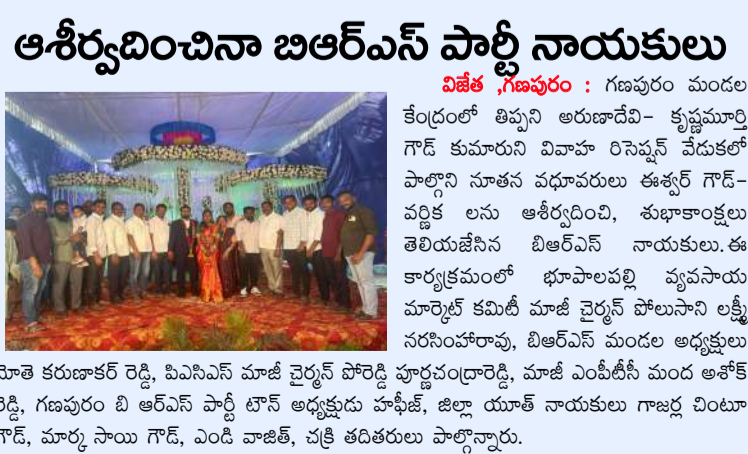 ఆశీర్వదించినా బిఆర్ఎస్ పార్టీ నాయకులు
విజేత ,గణపురం : గణపురం మండల
కేంద్రంలో తిప్పని అరుణాదేవి- కృష్ణమూర్తి
గౌడ్ కుమారుని వివాహ రిసెప్షన్ వేడుకలో
పాల్గొని నూతన వధూవరులు ఈశ్వర్ గౌడ్-
వర్ణిక లను ఆశీర్వదించి, శుభాకాంక్షలు
తెలియజేసిన బిఆర్ఎస్ నాయకులు.ఈ
కార్యక్రమంలో భూపాలపల్లి వ్యవసాయ
మార్కెట్ కమిటీ మాజీ చైర్మన్ పోలుసాని లక్ష్మీ
నరసింహారావు, బిఆర్ఎస్ మండల అధ్యక్షులు
మోతె కరుణాకర్ రెడ్డి, పిఎసిఎస్ మాజీ చైర్మన్ పోరెడ్డి పూర్ణచంద్రారెడ్డి, మాజీ ఎంపీటీసీ మంద అశోక్
రెడ్డి, గణపురం బి ఆర్ఎస్ పార్టీ టౌన్ అధ్యక్షుడు హఫీజ్, జిల్లా యూత్ నాయకులు గాజర్ల చింటూ
గౌడ్, మార్క సాయి గౌడ్, ఎండి వాజిత్, చక్రి తదితరులు పాల్గొన్నారు.